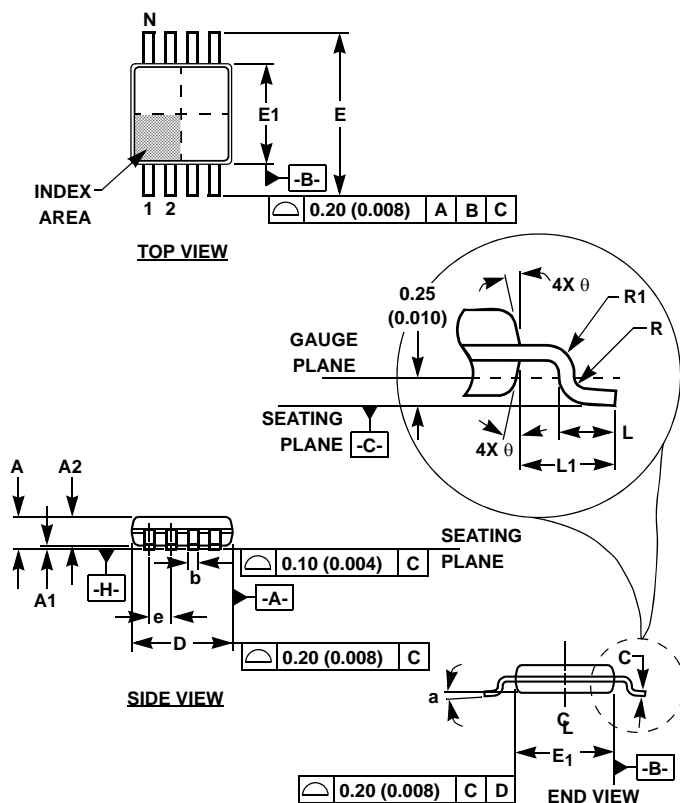 N
E1
E
-B-
INDEX
AREA
1 2
0.20 (0.008) A B C
TOP VIEW
0.25
(0.010)
4X θ
R1
R
GAUGE
PLANE
SEATING
PLANE
-C-
4X θ
L
L1
A A2
SEATING
PLANE
A1
-H-
b
0.10 (0.004) C
e
-A-
D
0.20 (0.008) C
SIDE VIEW
C
a
CL
E1
-B-
0.20 (0.008) C D
END VIEW